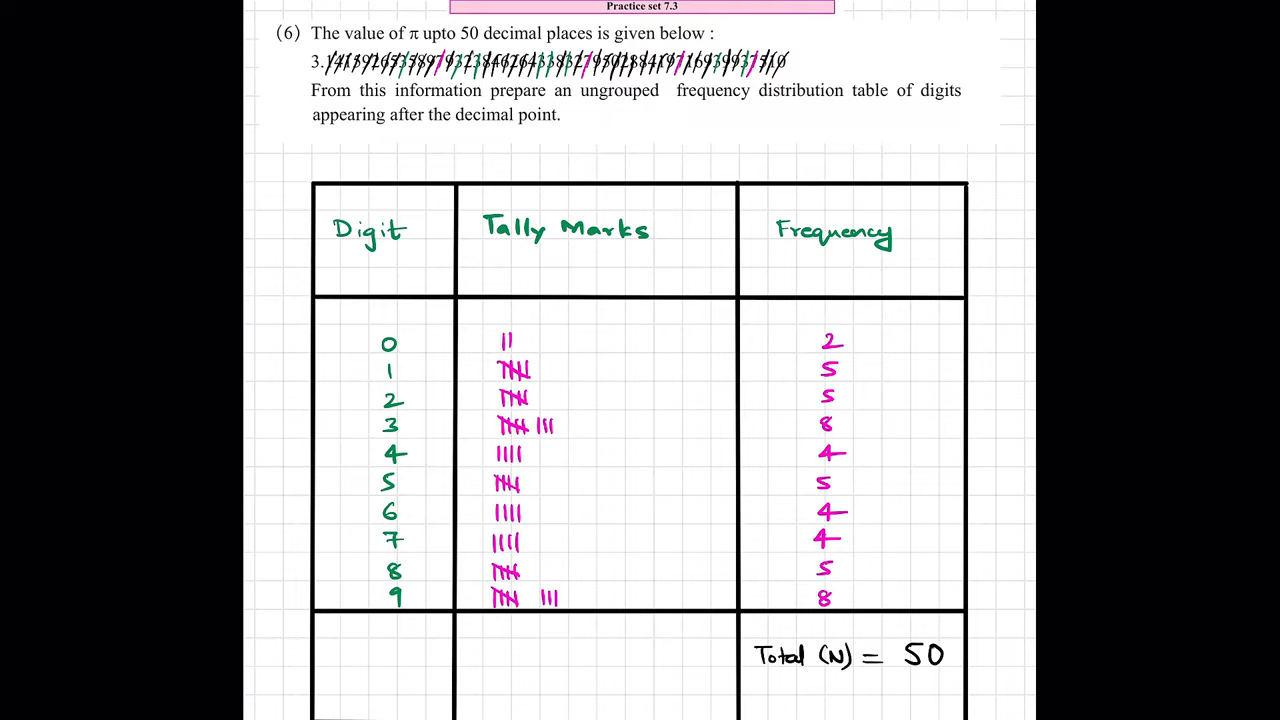 Practice set 7.3
(6) The value of π upto 50 decimal places is given below :
3.14159265358979323846264338327950288419716939937510
From this information prepare an ungrouped frequency distribution table of digits
appearing after the decimal point.
Digit Tally Marks Frequency
0 || 2
1 𝍸 5
2 𝍸 5
3 𝍸 ||| 8
4 |||| 4
5 𝍸 5
6 |||| 4
7 |||| 4
8 𝍸 5
9 𝍸 ||| 8
Total (N) = 50